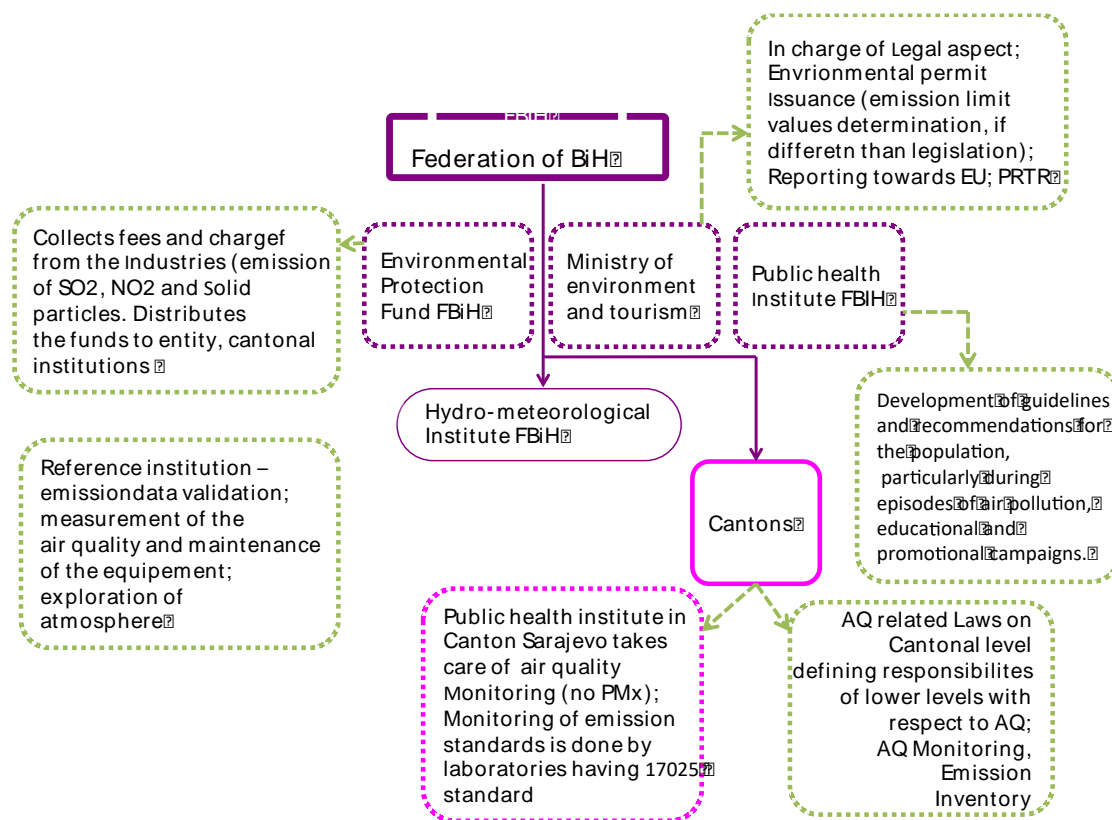 In charge of Legal aspect;
Envrionmental permit
Issuance (emission limit
values determination, if
differetn than legislation);
Reporting towards EU; PRTR
FBIH
Federation of BiH
Collects fees and chargef
from the Industries (emission
of SO2, NO2 and Solid
particles. Distributes
the funds to entity, cantonal
institutions
Environmental
Protection
Fund FBiH
Ministry of
environment
and tourism
Public health
Institute FBIH
Hydro-meteorological
Institute FBiH
Development of guidelines
and recommendations for
the population,
particularly during
episodes of air pollution,
educational and
promotional campaigns.
Reference institution –
emissiondata validation;
measurement of the
air quality and maintenance
of the equipement;
exploration of
atmosphere
Cantons
Public health institute in
Canton Sarajevo takes
care of air quality
Monitoring (no PMx);
Monitoring of emission
standards is done by
laboratories having 17025
standard
AQ related Laws on
Cantonal level
defining responsibilites
of lower levels with
respect to AQ;
AQ Monitoring,
Emission
Inventory